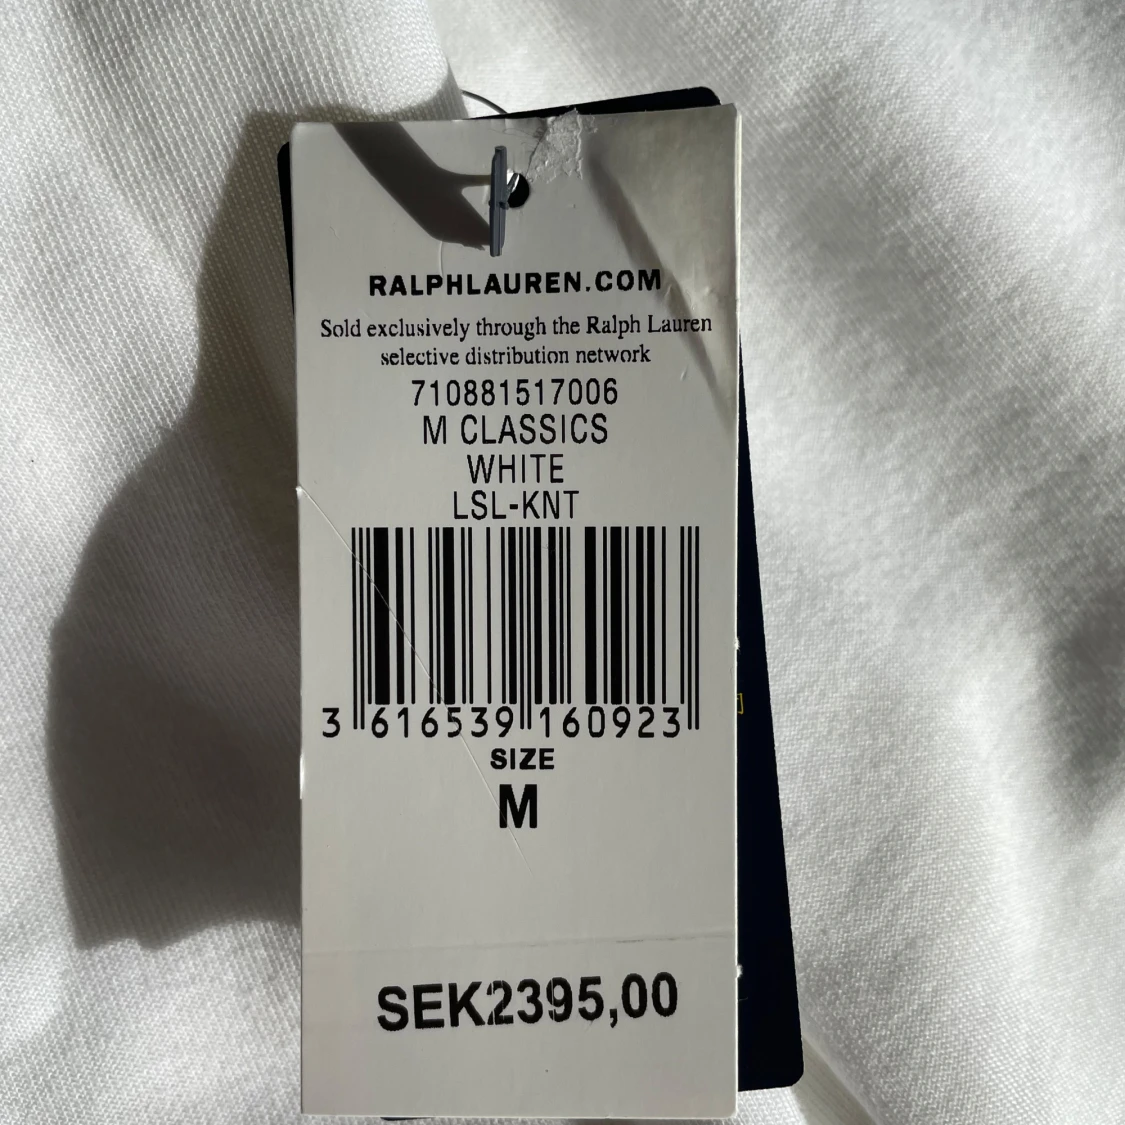 RALPHLAUREN.COM
Sold exclusively through the Ralph Lauren
selective distribution network
710881517006
M CLASSICS
WHITE
LSL-KNT
3 616539 160923
SIZE
M
SEK2395,00